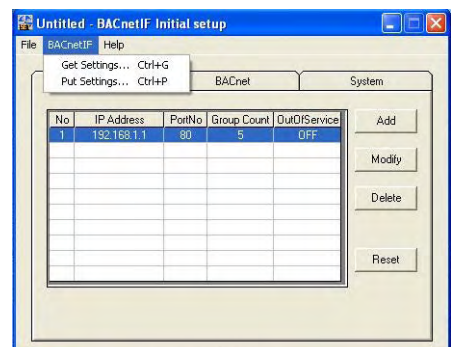 Untitled - BACnetIF Initial setup
File BACnetIF Help
Get Settings... Ctrl+G
Put Settings... Ctrl+P
BACnet System
No IP Address PortNo Group Count OutOfService
1 192.168.1.1 80 5 OFF
Add
Modify
Delete
Reset